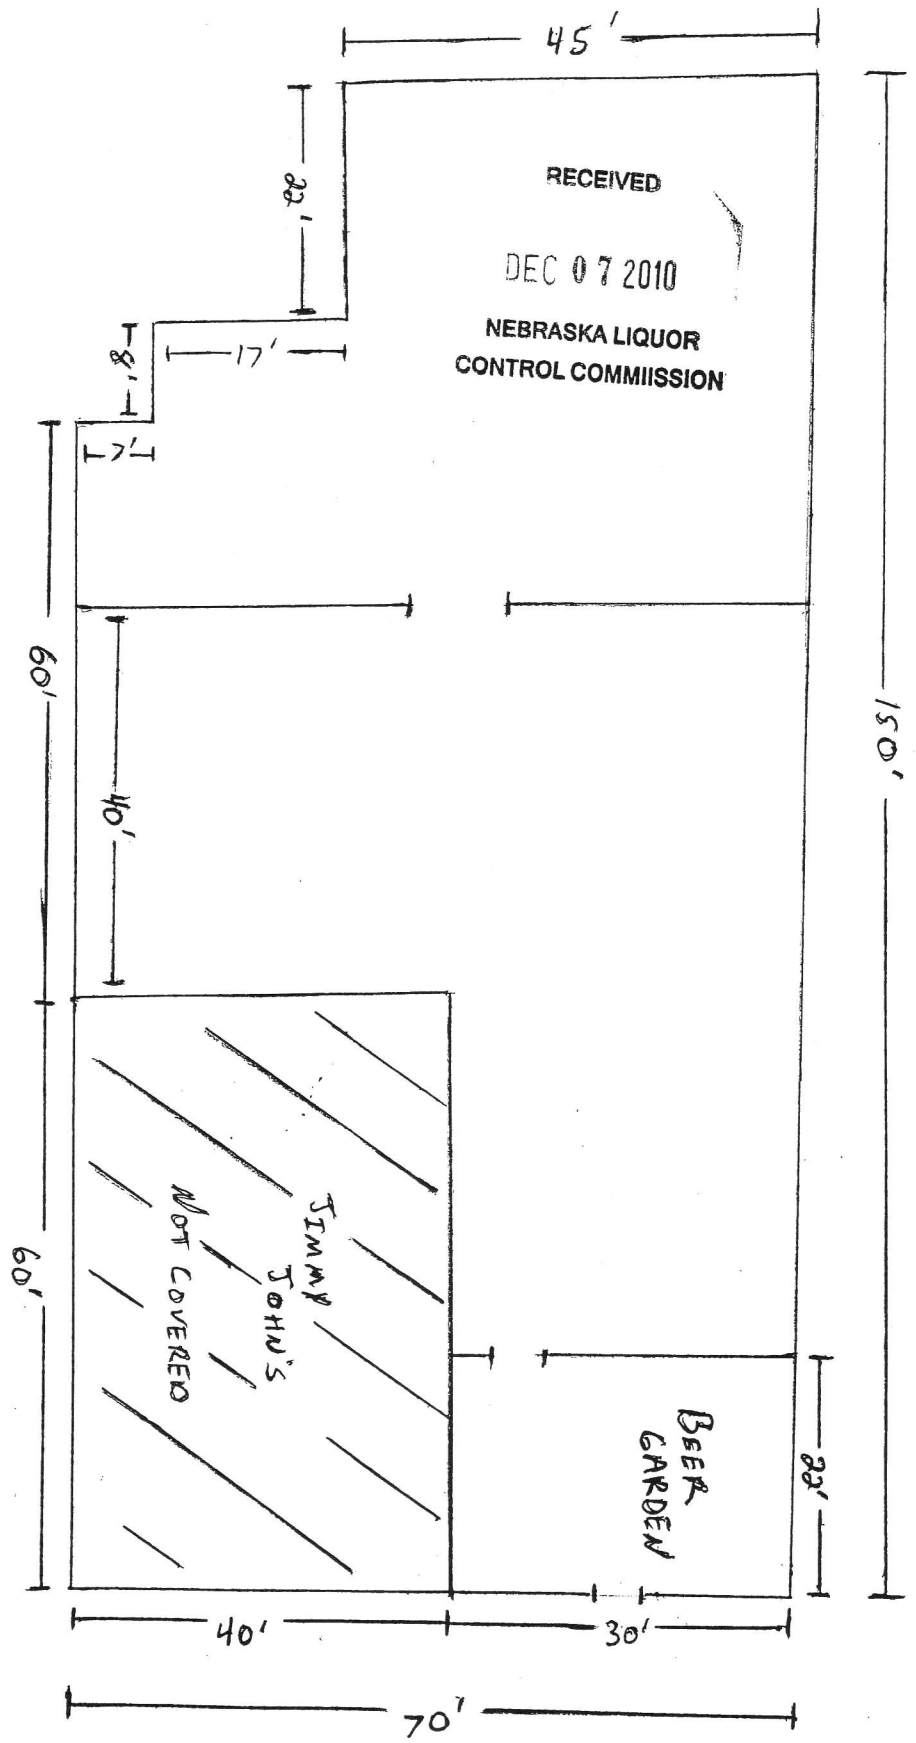 45'
22'
RECEIVED
DEC 07 2010
NEBRASKA LIQUOR
CONTROL COMMIISSION
17'
8'
7'
60'
150'
40'
JIMMY
JOHN'S
NOT COVERED
60'
BEER
GARDEN
22'
40'
30'
70'